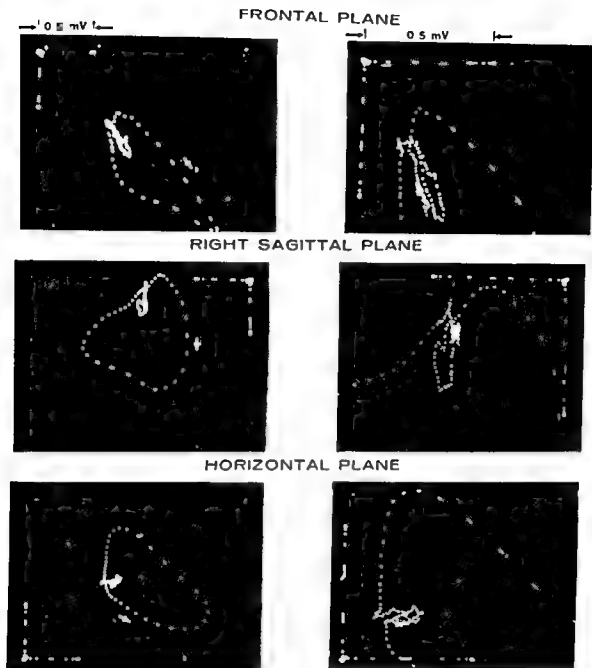 FRONTAL PLANE
0 5 mV
0 5 mV
RIGHT SAGITTAL PLANE
HORIZONTAL PLANE